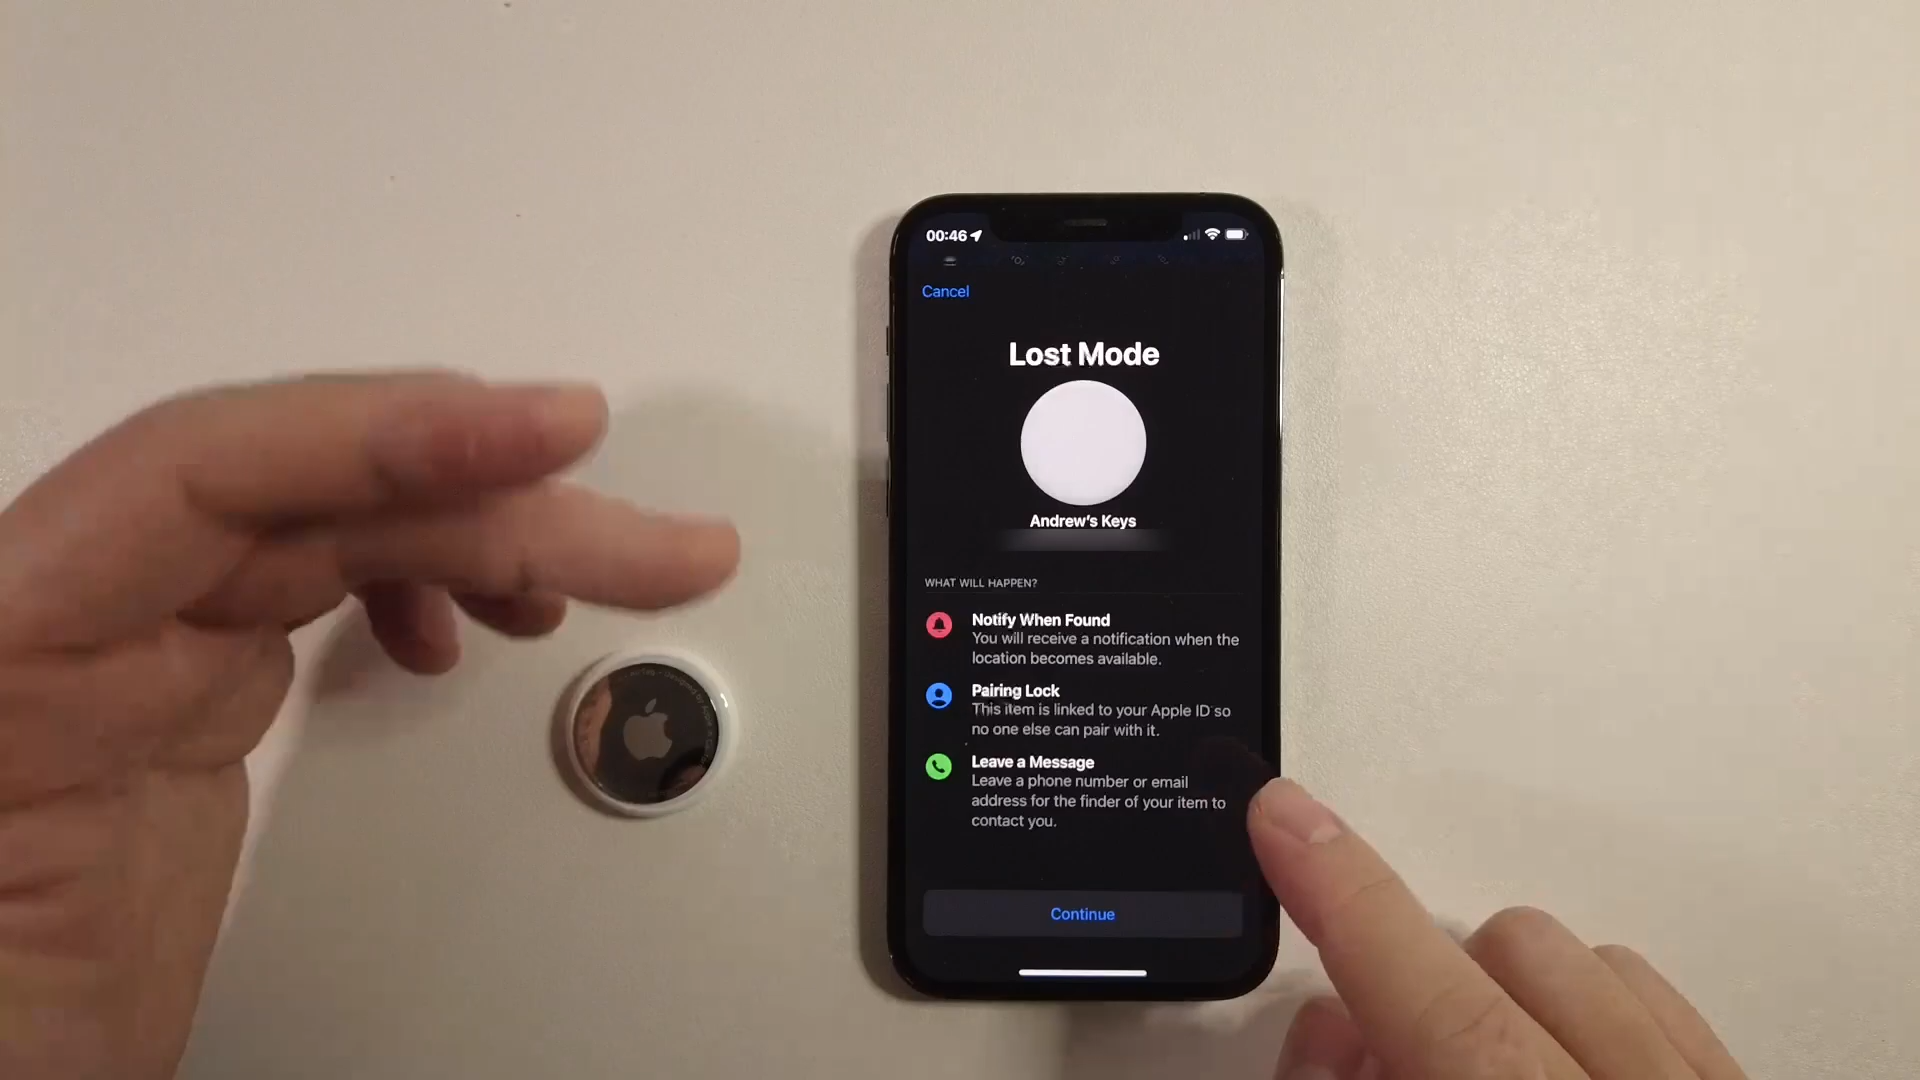 00:46
Cancel
Lost Mode
Andrew's Keys
WHAT WILL HAPPEN?
Notify When Found
You will receive a notification when the
location becomes available.
Pairing Lock
This item is linked to your Apple ID so
no one else can pair with it.
Leave a Message
Leave a phone number or email
address for the finder of your item to
contact you.
Continue